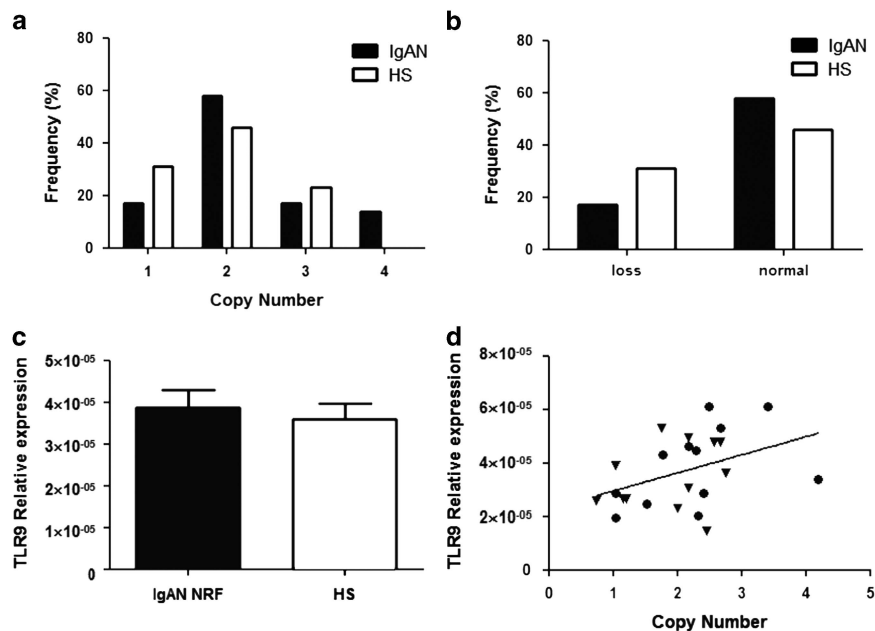 a
80
60
40
20
0
Frequency (%)
IgAN
HS
1 2 3 4
Copy Number
b
80
60
40
20
0
Frequency (%)
IgAN
HS
loss normal
c
5×10-05
4×10-05
3×10-05
2×10-05
1×10-05
0
TLR9 Relative expression
IgAN NRF HS
d
8×10-05
6×10-05
4×10-05
2×10-05
0
TLR9 Relative expression
0 1 2 3 4 5
Copy Number